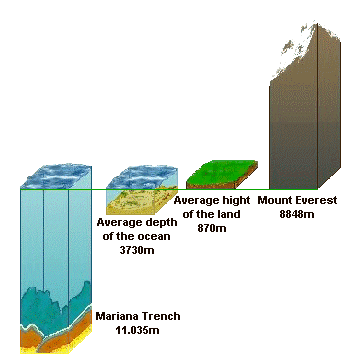 Average depth
of the ocean
3730m
Average hight
of the land
870m
Mount Everest
8848m
Mariana Trench
11.035m